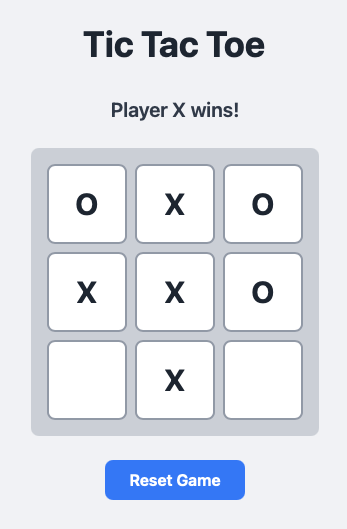 Tic Tac Toe
Player X wins!
O X O
X X O
X
Reset Game